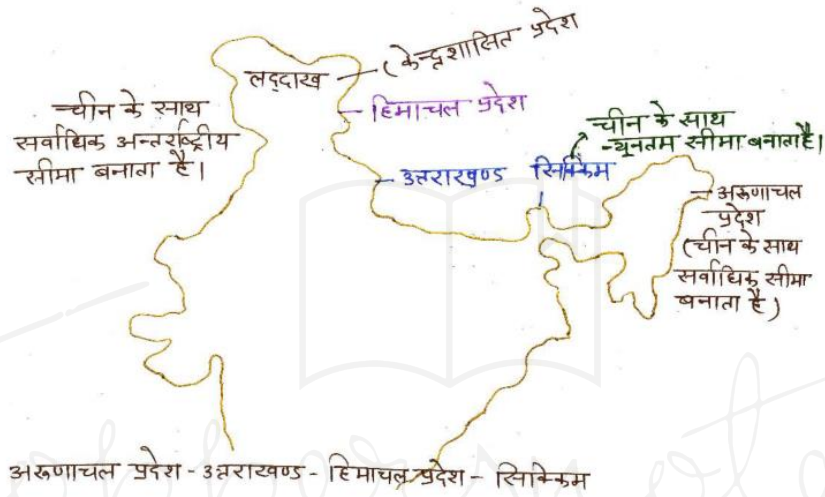 (केन्द्रशासित प्रदेश
लद्दाख
चीन के साथ
सर्वाधिक अन्तर्राष्ट्रीय
सीमा बनाता है।
हिमाचल प्रदेश
चीन के साथ
न्यूनतम सीमा बनाता है।
उत्तराखण्ड
सिक्किम
अरूणाचल
प्रदेश
(चीन के साथ
सर्वाधिक सीमा
बनाता है)
अरूणाचल प्रदेश - उत्तराखण्ड - हिमाचल प्रदेश - सिक्किम